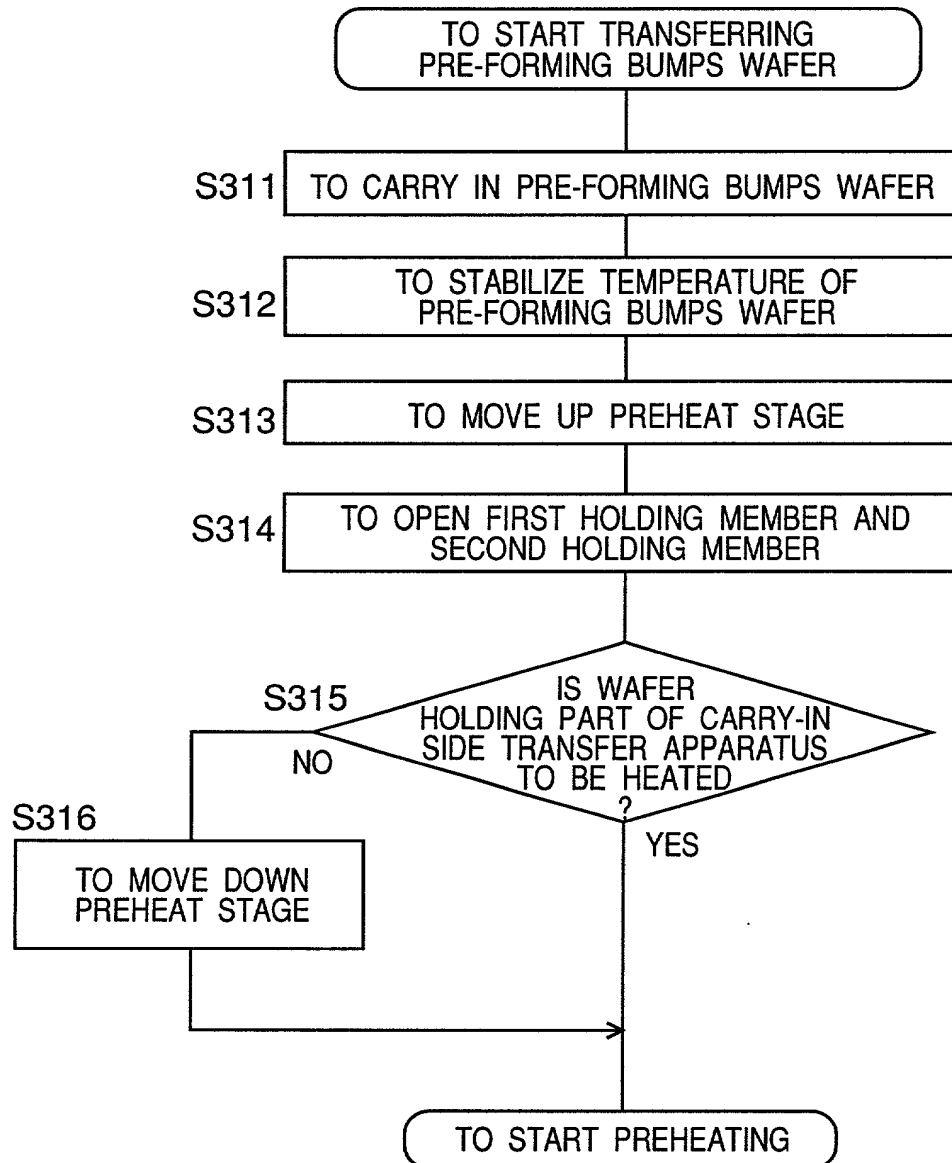 TO START TRANSFERRING
PRE-FORMING BUMPS WAFER
S311
TO CARRY IN PRE-FORMING BUMPS WAFER
S312
TO STABILIZE TEMPERATURE OF
PRE-FORMING BUMPS WAFER
S313
TO MOVE UP PREHEAT STAGE
S314
TO OPEN FIRST HOLDING MEMBER AND
SECOND HOLDING MEMBER
S315
IS WAFER
HOLDING PART OF CARRY-IN
SIDE TRANSFER APPARATUS
TO BE HEATED
?
NO
YES
S316
TO MOVE DOWN
PREHEAT STAGE
TO START PREHEATING